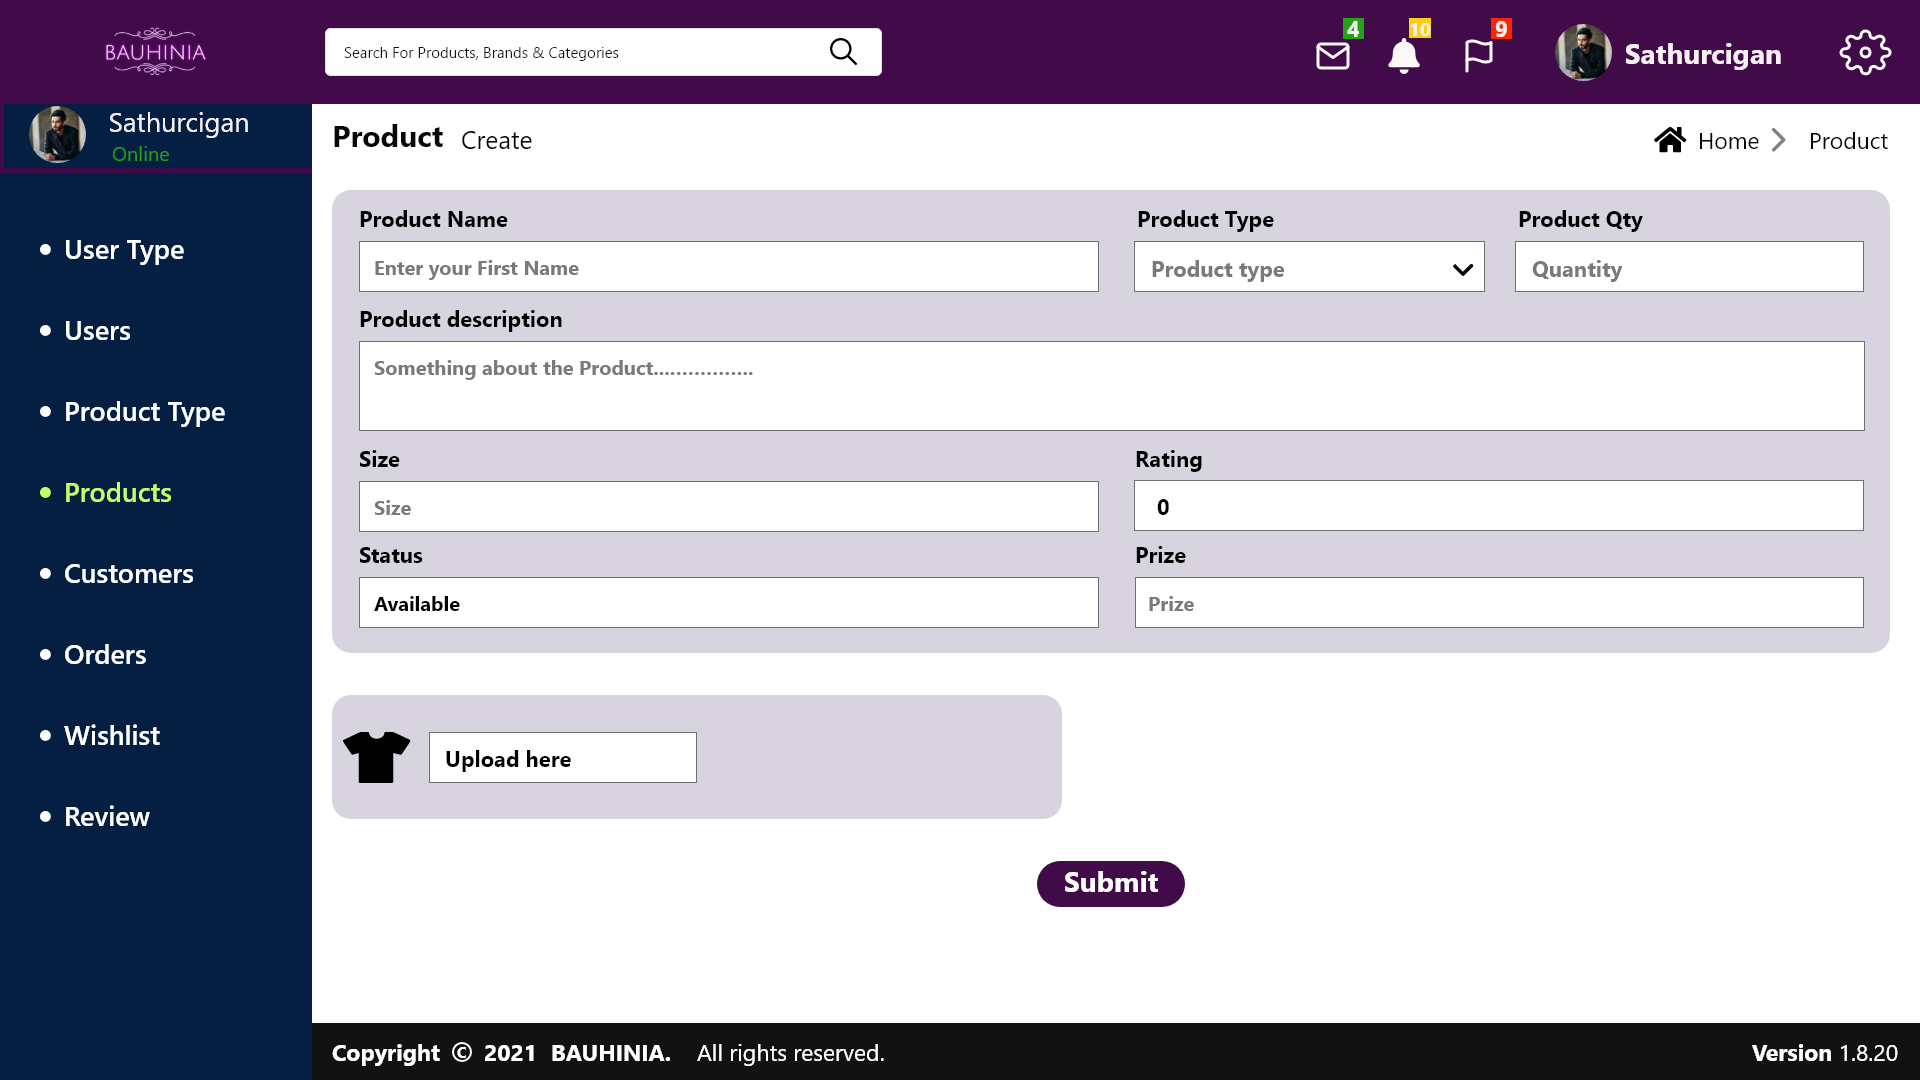 BAUHINIA
Search For Products, Brands & Categories
4
10
9
Sathurcigan
Sathurcigan
Online
User Type
Users
Product Type
Products
Customers
Orders
Wishlist
Review
Product Create
Home Product
Product Name
Product Type
Product Qty
Enter your First Name
Product type
Quantity
Product description
Something about the Product................
Size
Rating
Size
0
Status
Prize
Available
Prize
Upload here
Submit
Copyright © 2021 BAUHINIA. All rights reserved.
Version 1.8.20